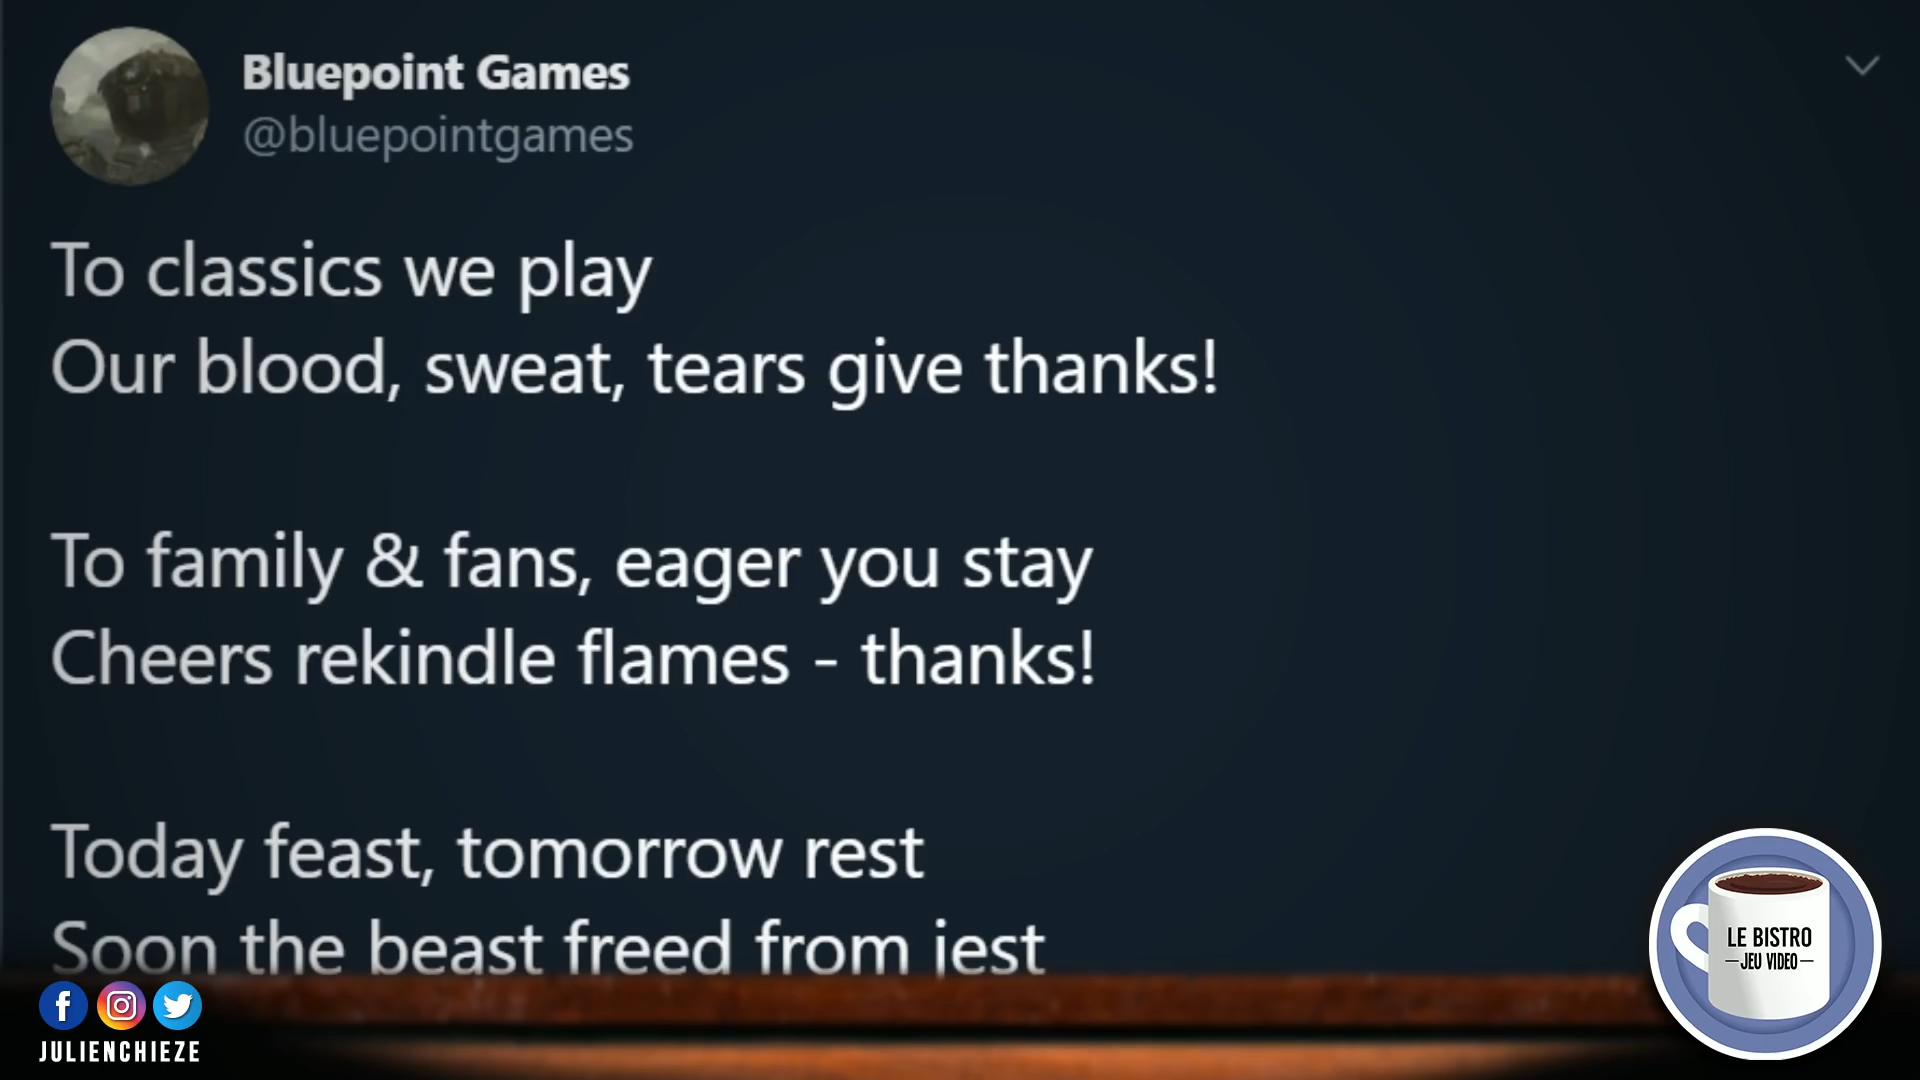 Bluepoint Games
@bluepointgames
To classics we play
Our blood, sweat, tears give thanks!
To family & fans, eager you stay
Cheers rekindle flames - thanks!
Today feast, tomorrow rest
Soon the beast freed from jest
LE BISTRO
JEU VIDEO
JULIENCHIEZE